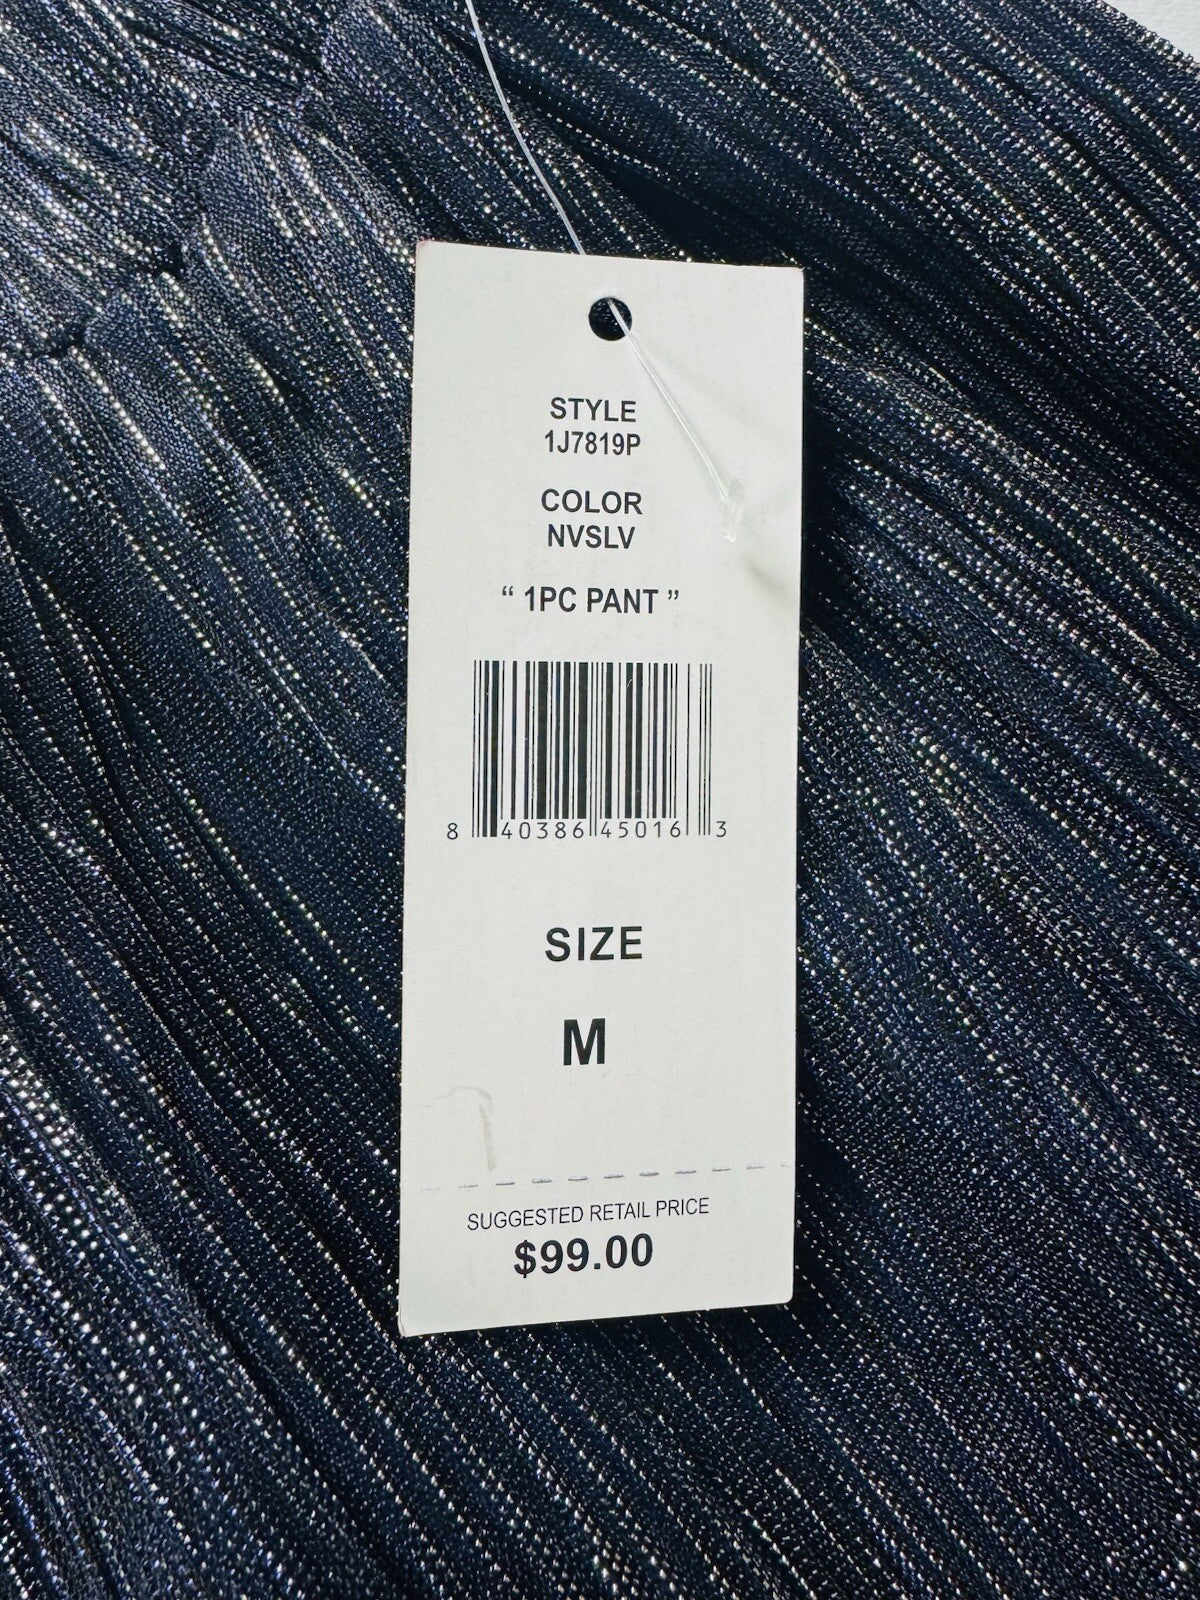 STYLE
1J7819P
COLOR
NVSLV
“ 1PC PANT ”
8 40386 45016 3
SIZE
M
SUGGESTED RETAIL PRICE
$99.00